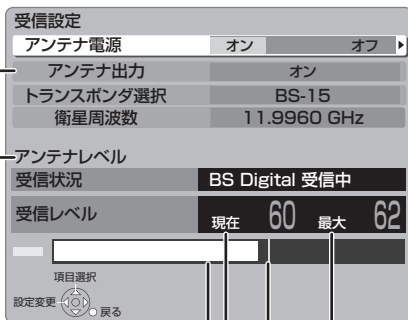 受信設定
アンテナ電源 オン オフ
アンテナ出力 オン
トランスポンダ選択 BS-15
衛星周波数 11.9960 GHz
アンテナレベル
受信状況 BS Digital 受信中
受信レベル 現在 60 最大 62
項目選択
設定変更 戻る